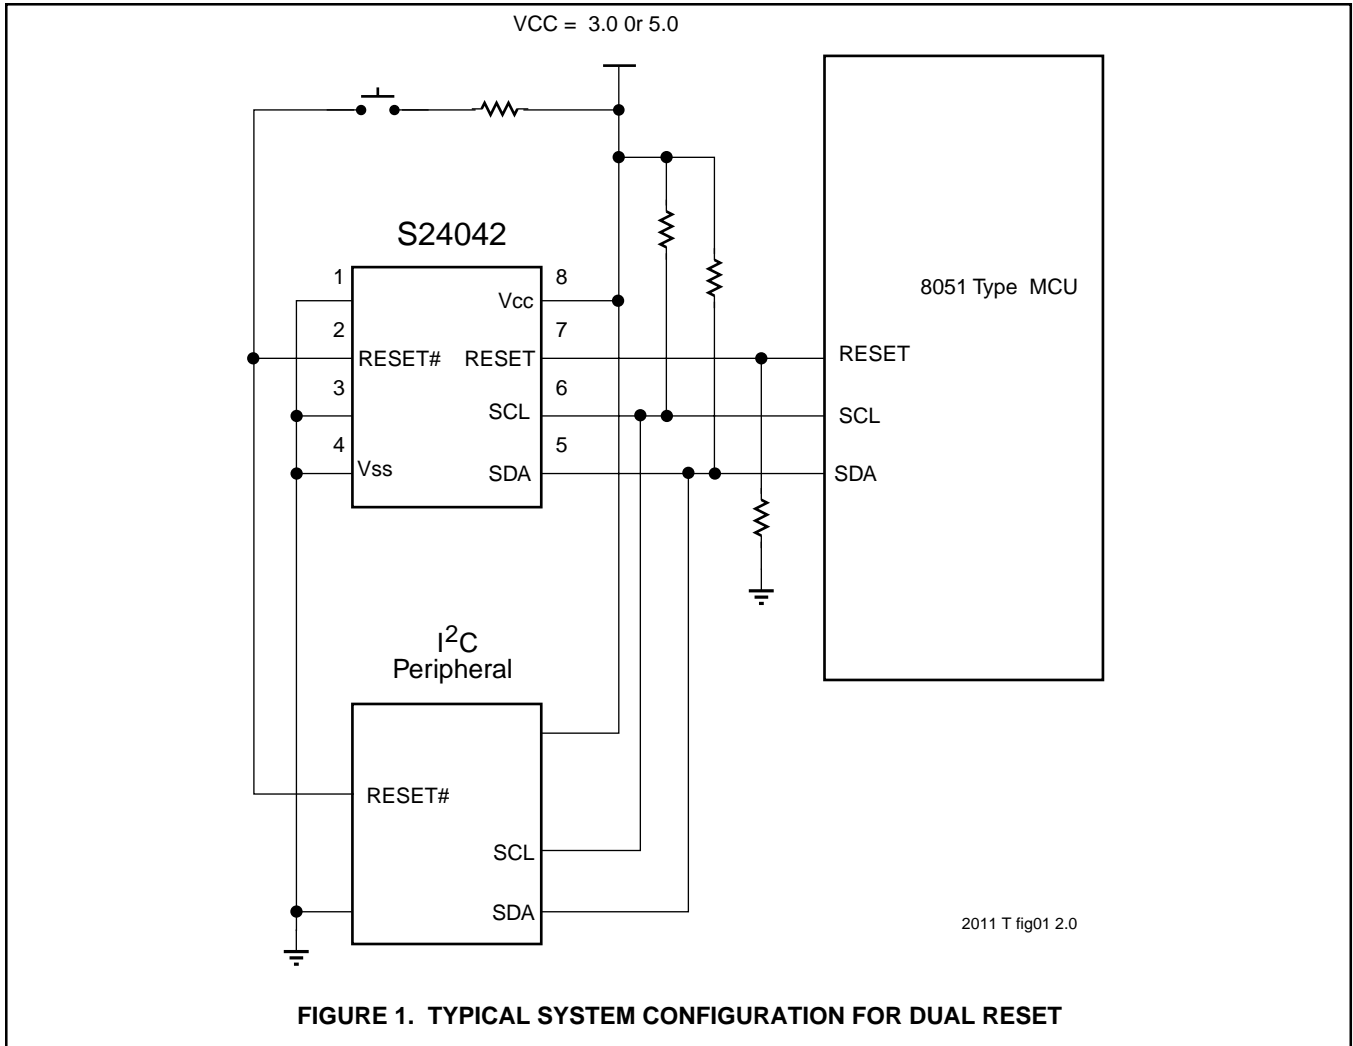 VCC = 3.0 0r 5.0
S24042
1
8
Vcc
2
7
RESET#
RESET
3
6
SCL
4
5
Vss
SDA
8051 Type MCU
RESET
SCL
SDA
I²C
Peripheral
RESET#
SCL
SDA
2011 T fig01 2.0
FIGURE 1. TYPICAL SYSTEM CONFIGURATION FOR DUAL RESET